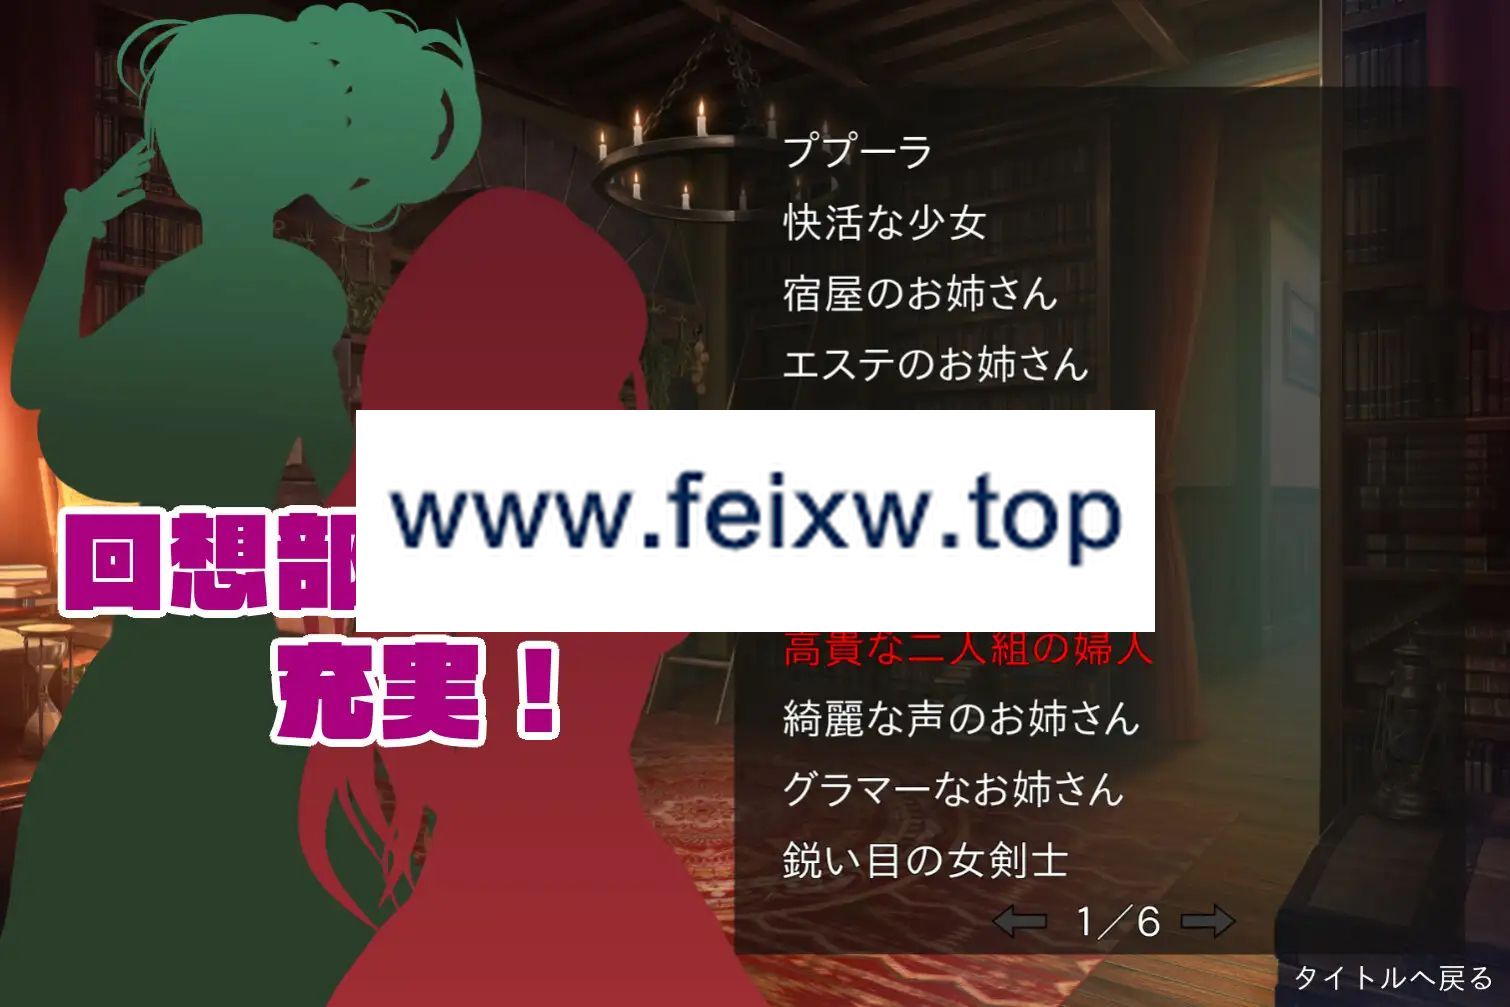 ププーラ
快活な少女
宿屋のお姉さん
エステのお姉さん
www.feixw.top
回想部
充実！
高貴な二人組の婦人
綺麗な声のお姉さん
グラマーなお姉さん
鋭い目の女剣士
1／6
タイトルへ戻る